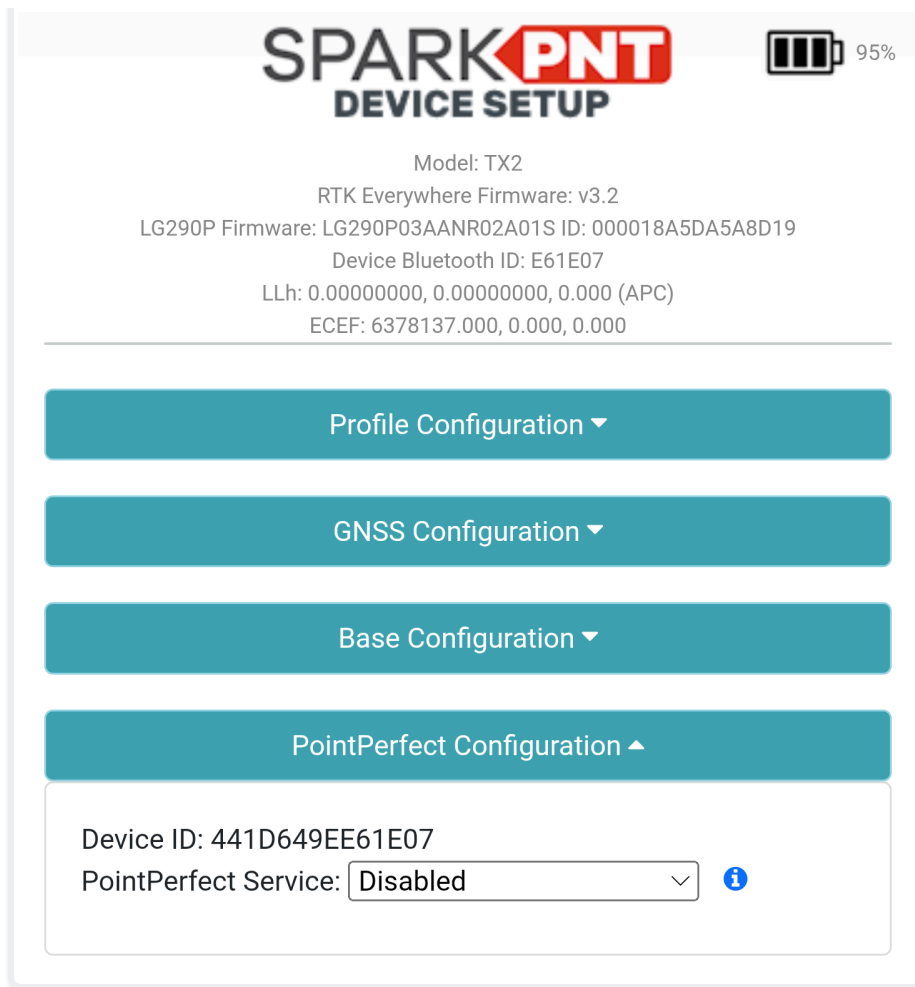 SPARK PNT
95%
DEVICE SETUP
Model: TX2
RTK Everywhere Firmware: v3.2
LG290P Firmware: LG290P03AANR02A01S ID: 000018A5DA5A8D19
Device Bluetooth ID: E61E07
LLh: 0.00000000, 0.00000000, 0.000 (APC)
ECEF: 6378137.000, 0.000, 0.000
Profile Configuration
GNSS Configuration
Base Configuration
PointPerfect Configuration
Device ID: 441D649EE61E07
PointPerfect Service: Disabled